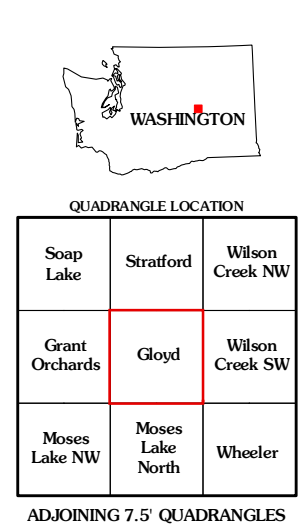 WASHINGTON
QUADRANGLE LOCATION
Soap
Lake
Stratford
Wilson
Creek NW
Grant
Orchards
Gloyd
Wilson
Creek SW
Moses
Lake NW
Moses
Lake
North
Wheeler
ADJOINING 7.5' QUADRANGLES